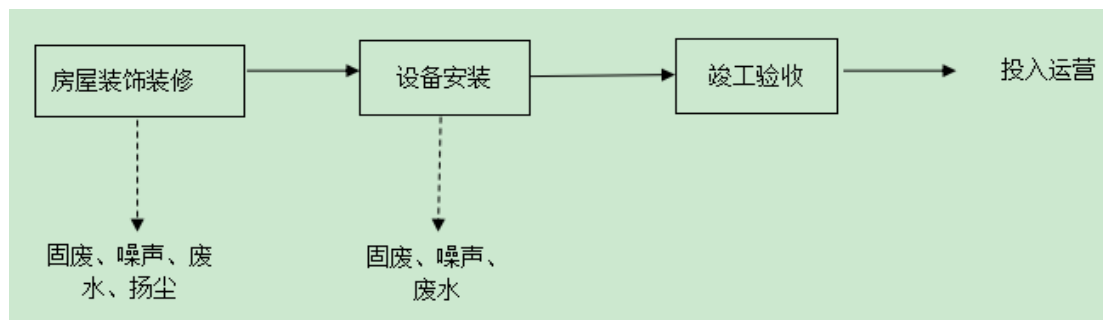 房屋装饰装修
设备安装
竣工验收
投入运营
固废、噪声、废
水、扬尘
固废、噪声、
废水